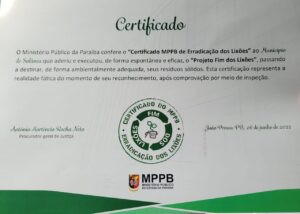 Certificado
O Ministério Público da Paraíba confere o "Certificado MPPB de Erradicação dos Lixões" ao Município
de Salinas que aderiu e executou, de forma espontânea e eficaz, o "Projeto Fim dos Lixões", passando
a destinar, de forma ambientalmente adequada, seus resíduos sólidos. Esta certificação representa a
realidade fática do momento de seu reconhecimento, após comprovação por meio de inspeção.
João Pessoa/PB, de junho de
Antônio Hortêncio Rocha Neto
Procurador-geral de Justiça
CERTIFICADO DO MPPB
FIM
DOS
LIXÕES
ERRADICAÇÃO DOS LIXÕES
MPPB
MINISTÉRIO PÚBLICO
DO ESTADO DA PARAÍBA